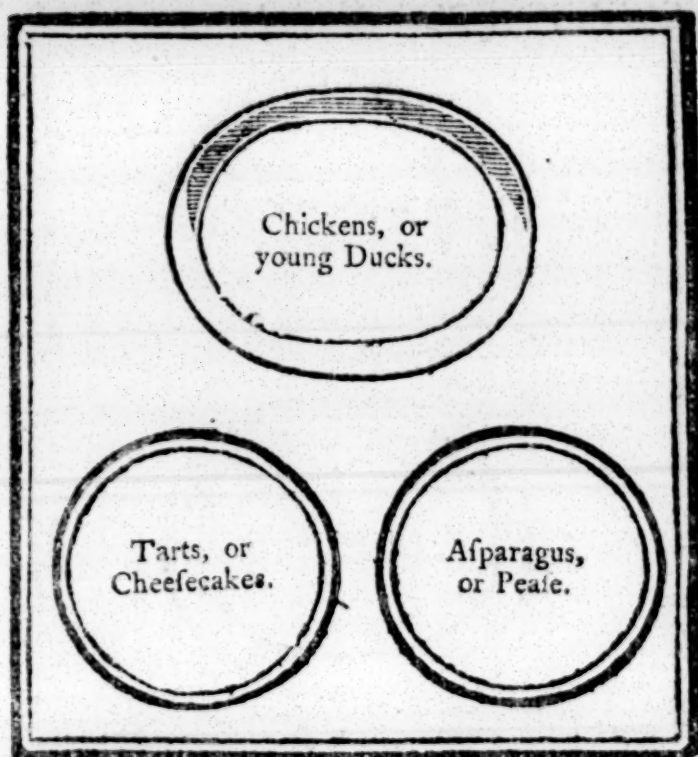 Chickens, or
young Ducks.
Tarts, or
Cheeſecakes.
Aſparagus,
or Peaſe.